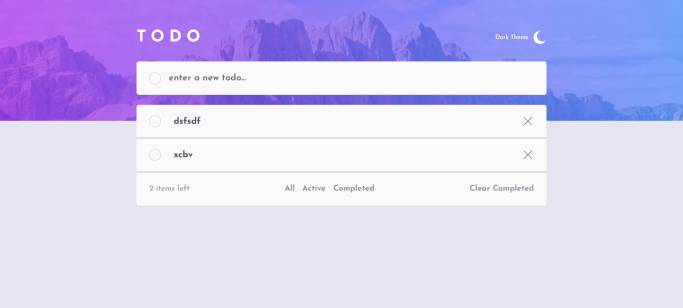 TODO
Dark Theme
enter a new todo...
dsfsdf
xcbv
2 items left
All Active Completed
Clear Completed